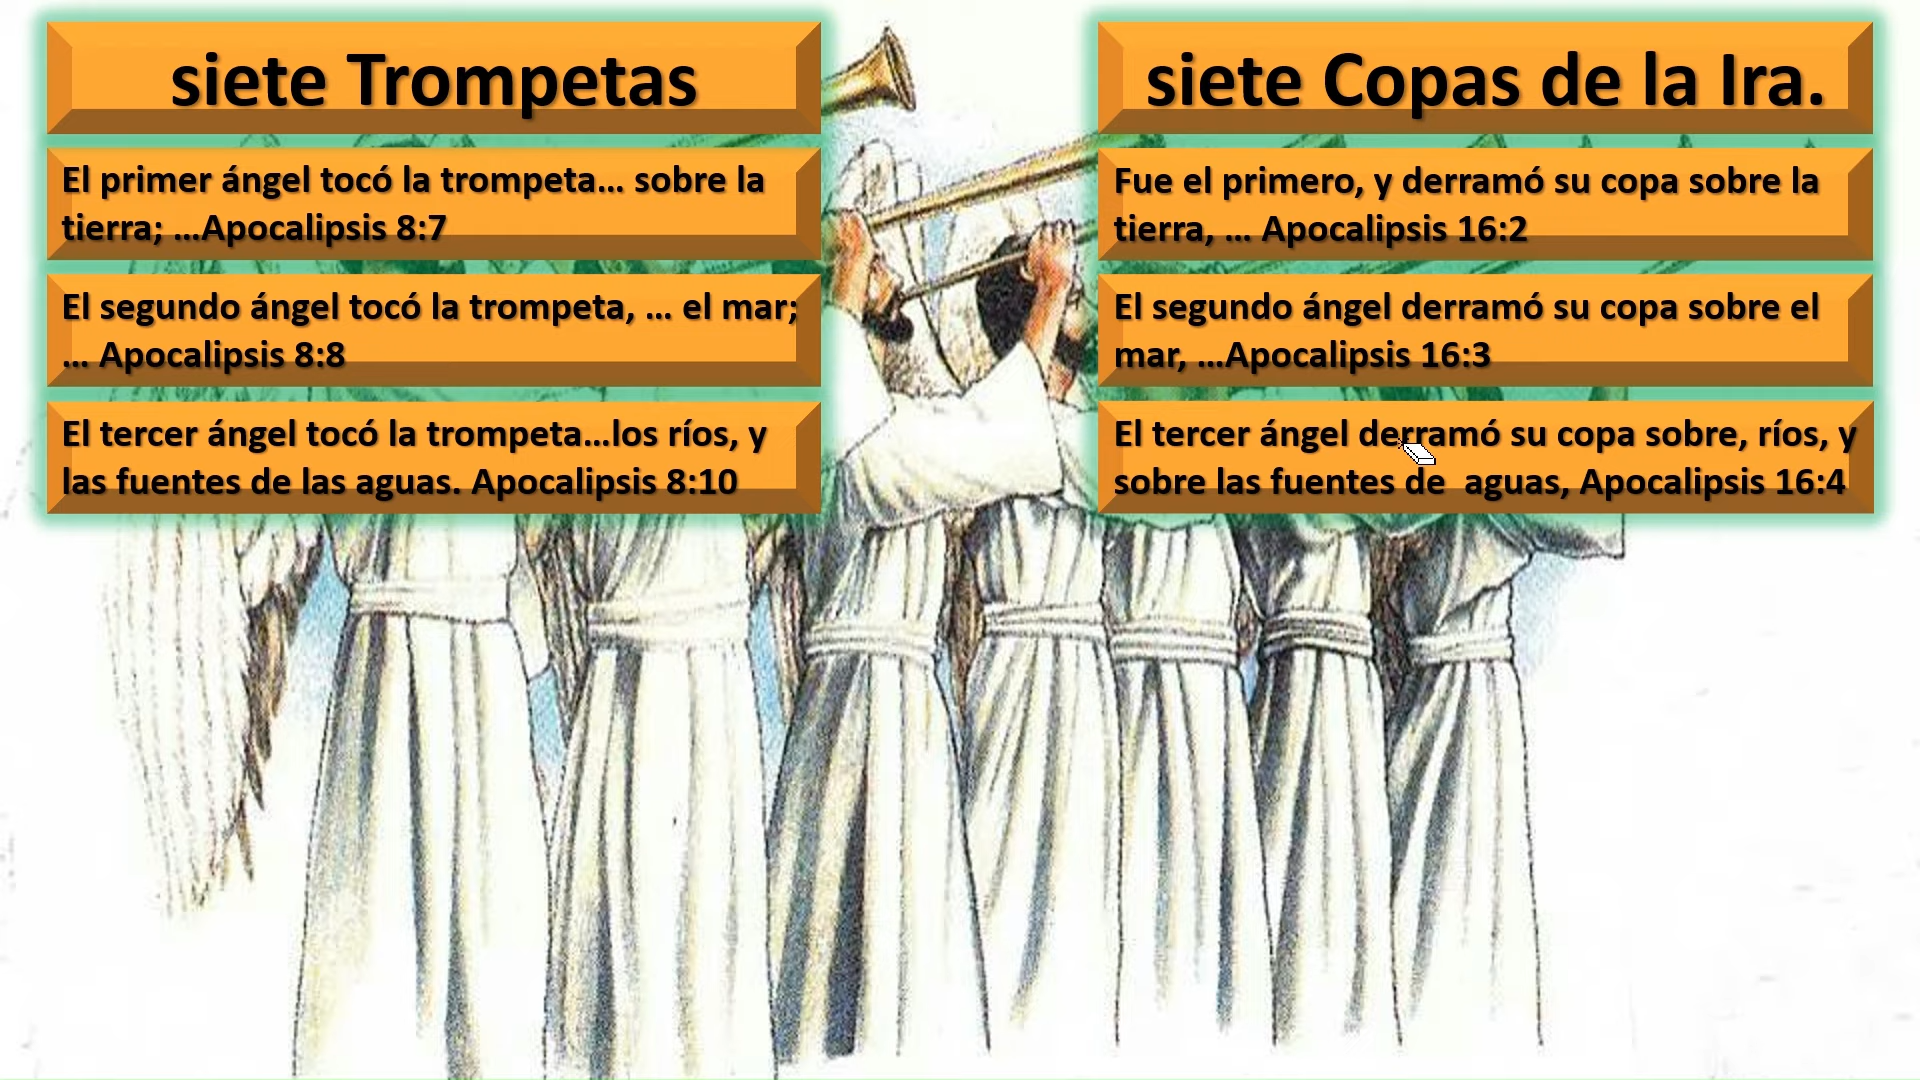 siete Trompetas
El primer ángel tocó la trompeta... sobre la
tierra; ...Apocalipsis 8:7
El segundo ángel tocó la trompeta, ... el mar;
... Apocalipsis 8:8
El tercer ángel tocó la trompeta...los ríos, y
las fuentes de las aguas. Apocalipsis 8:10
siete Copas de la Ira.
Fue el primero, y derramó su copa sobre la
tierra, ... Apocalipsis 16:2
El segundo ángel derramó su copa sobre el
mar, ...Apocalipsis 16:3
El tercer ángel derramó su copa sobre, ríos, y
sobre las fuentes de  aguas, Apocalipsis 16:4